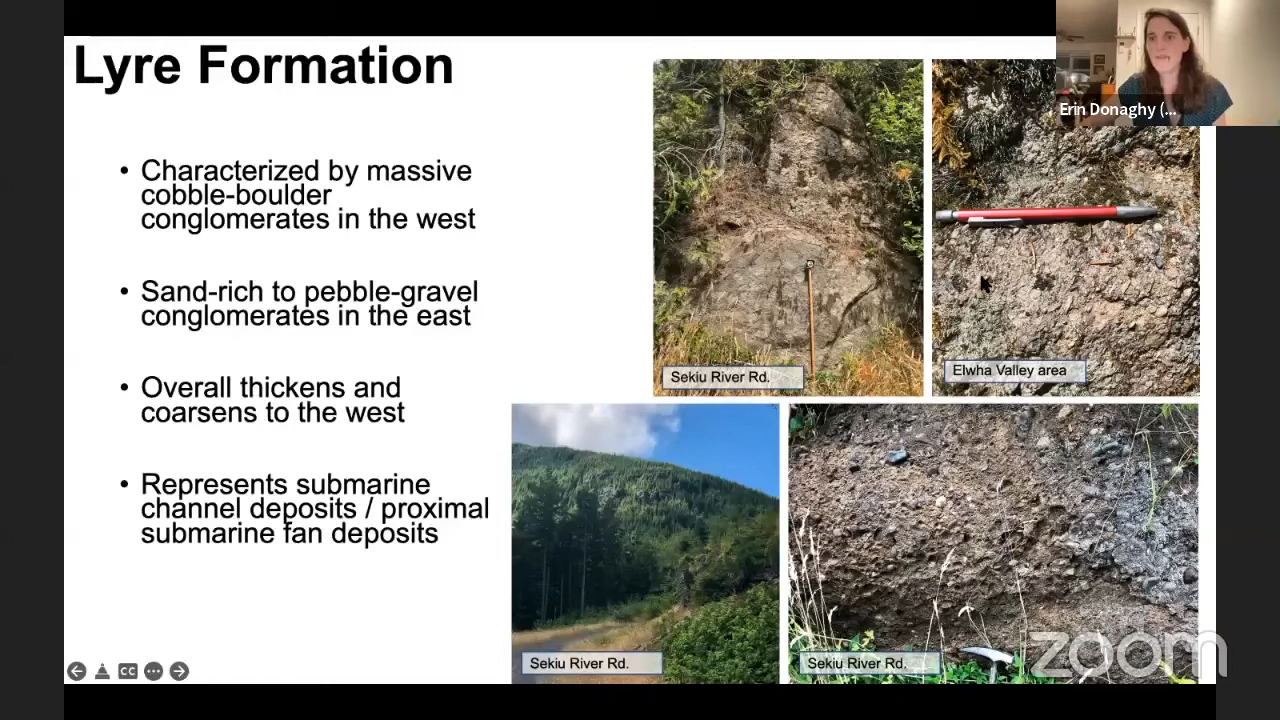 Lyre Formation
Erin Donaghy (...
• Characterized by massive
cobble-boulder
conglomerates in the west
• Sand-rich to pebble-gravel
conglomerates in the east
• Overall thickens and
coarsens to the west
• Represents submarine
channel deposits / proximal
submarine fan deposits
Sekiu River Rd.
Elwha Valley area
Sekiu River Rd.
Sekiu River Rd.
CC
zoom